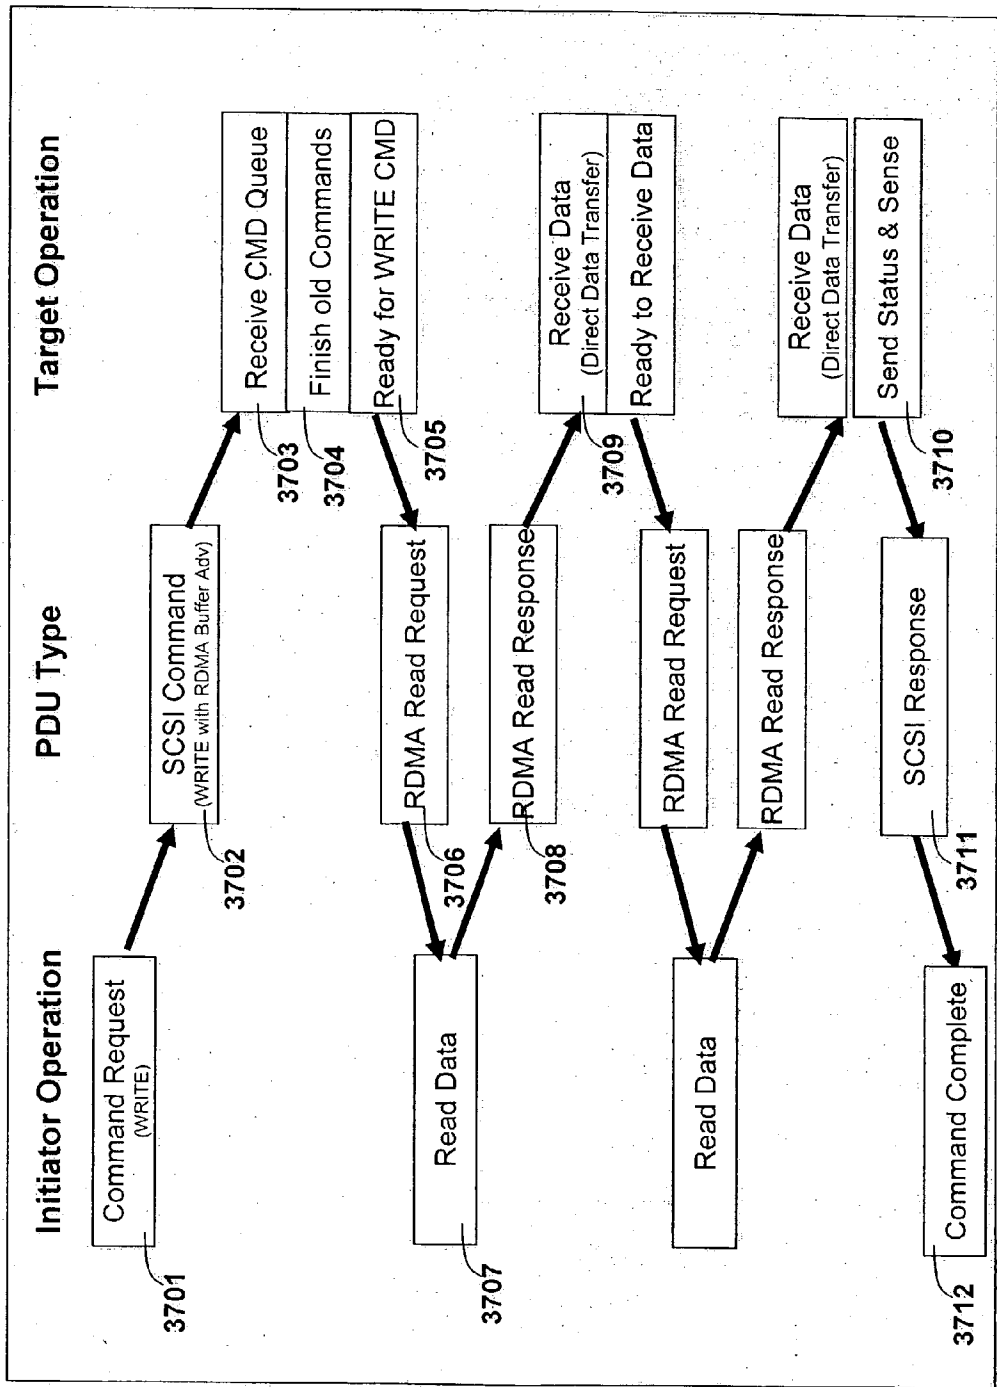 Initiator Operation
PDU Type
Target Operation
Command Request
(WRITE)
3701
SCSI Command
(WRITE with RDMA Buffer Adv)
3702
Receive CMD Queue
3703
Finish old Commands
3704
Ready for WRITE CMD
3705
RDMA Read Request
3706
Read Data
3707
RDMA Read Response
3708
Receive Data
(Direct Data Transfer)
3709
Ready to Receive Data
RDMA Read Request
Read Data
RDMA Read Response
Receive Data
(Direct Data Transfer)
Send Status & Sense
3710
SCSI Response
3711
Command Complete
3712